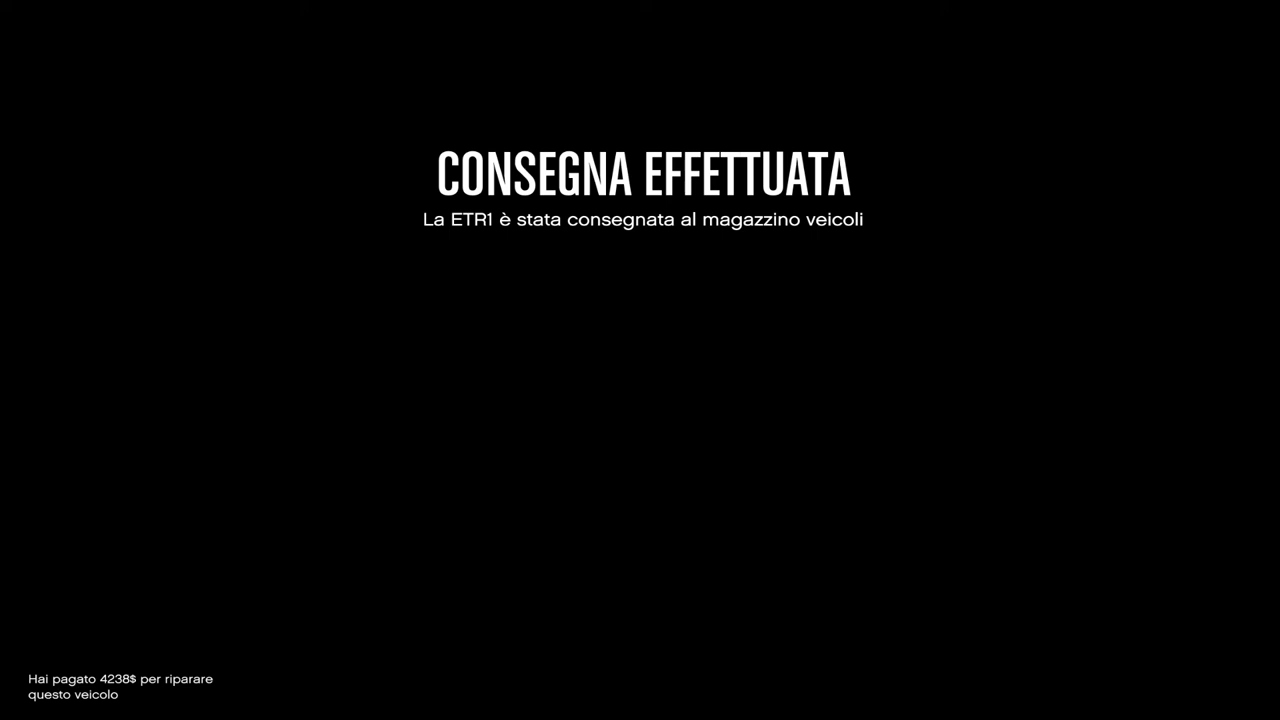 CONSEGNA EFFETTUATA
La ETR1 è stata consegnata al magazzino veicoli
Hai pagato 4238$ per riparare
questo veicolo